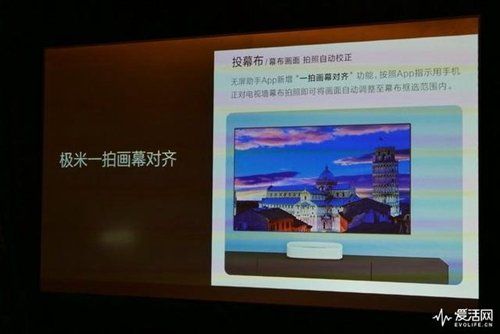 极米一拍画幕对齐
投幕布/幕布画面 拍照自动校正
无屏助手App新增 "一拍画幕对齐" 功能，按照App指示用手机
正对电视墙幕布拍照即可将画面自动调整至幕布框选范围内。
爱活网
EVOLIFE.CN